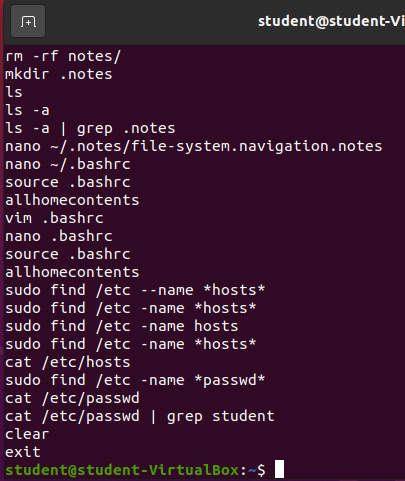 student@student-Vi
rm -rf notes/
mkdir .notes
ls
ls -a
ls -a | grep .notes
nano ~/.notes/file-system.navigation.notes
nano ~/.bashrc
source .bashrc
allhomecontents
vim .bashrc
nano .bashrc
source .bashrc
allhomecontents
sudo find /etc --name *hosts*
sudo find /etc -name *hosts*
sudo find /etc -name hosts
sudo find /etc -name *hosts*
cat /etc/hosts
sudo find /etc -name *passwd*
cat /etc/passwd
cat /etc/passwd | grep student
clear
exit
student@student-VirtualBox:~$